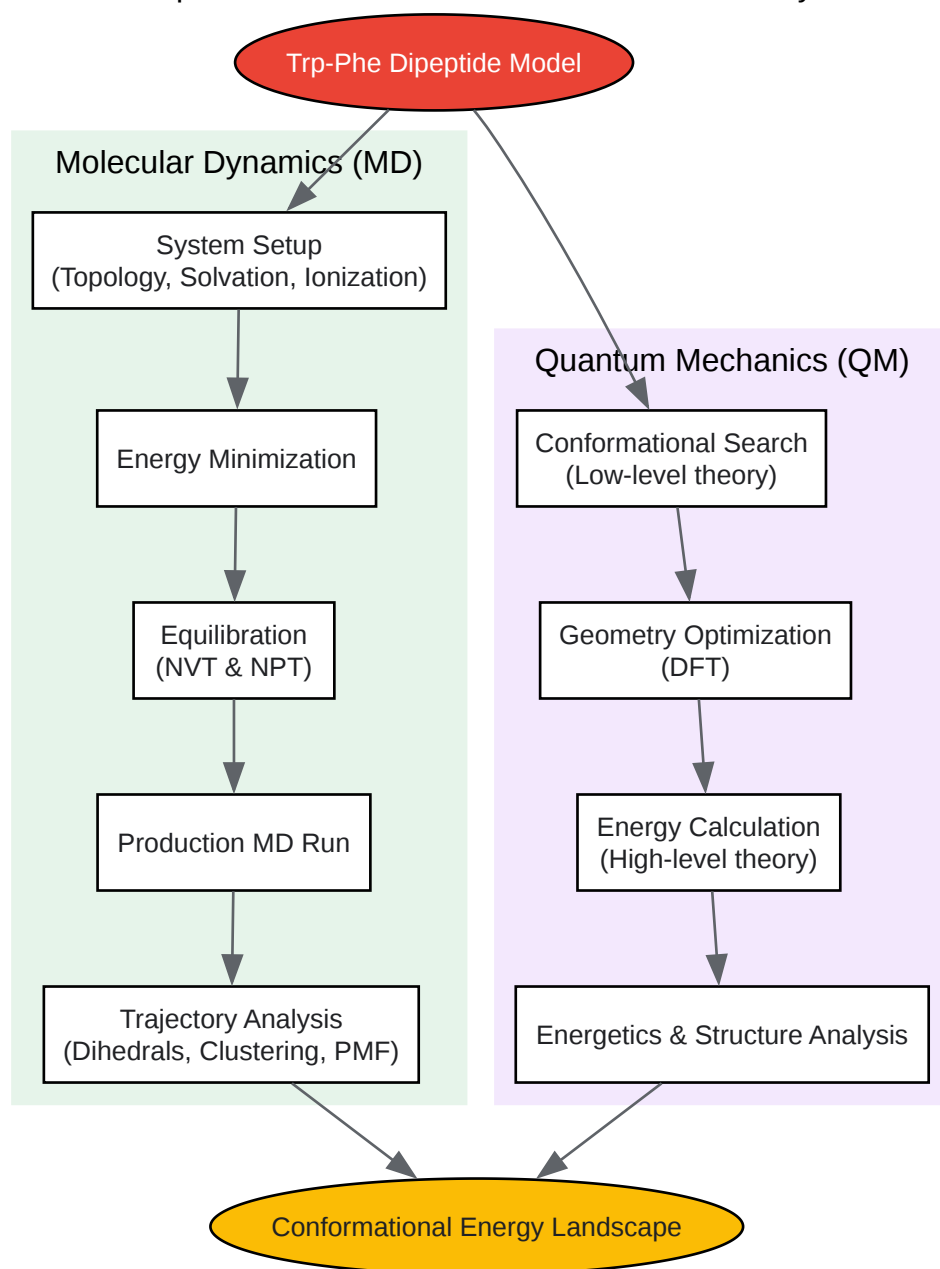 Trp-Phe Dipeptide Model
Molecular Dynamics (MD)
System Setup
(Topology, Solvation, Ionization)
Energy Minimization
Equilibration
(NVT & NPT)
Production MD Run
Trajectory Analysis
(Dihedrals, Clustering, PMF)
Quantum Mechanics (QM)
Conformational Search
(Low-level theory)
Geometry Optimization
(DFT)
Energy Calculation
(High-level theory)
Energetics & Structure Analysis
Conformational Energy Landscape